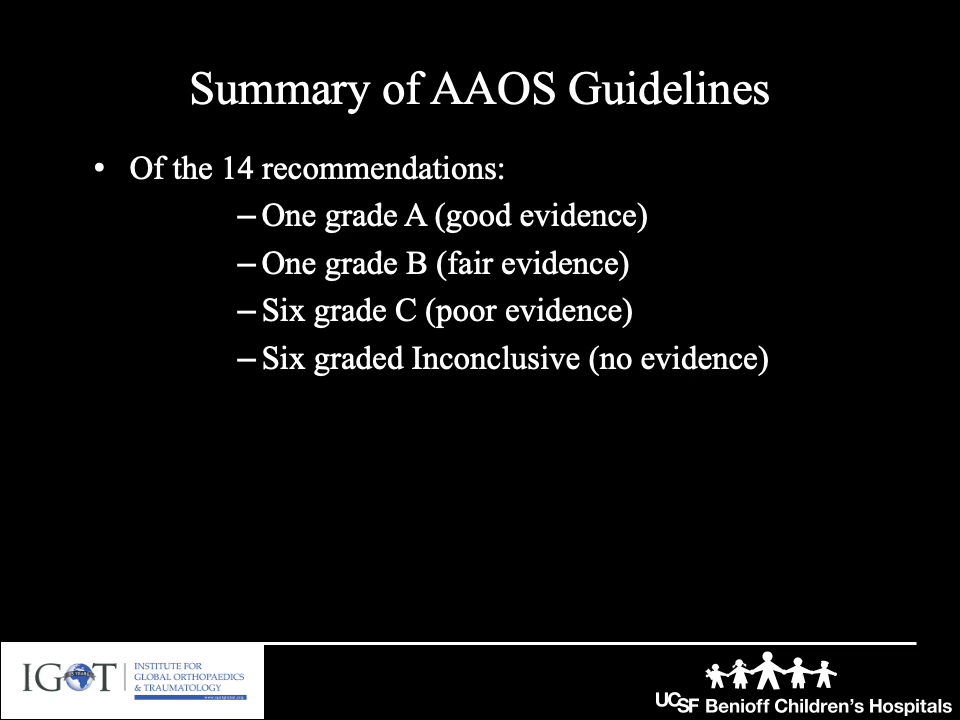 Summary of AAOS Guidelines
• Of the 14 recommendations:
– One grade A (good evidence)
– One grade B (fair evidence)
– Six grade C (poor evidence)
– Six graded Inconclusive (no evidence)
IGOT
INSTITUTE FOR
GLOBAL ORTHOPAEDICS
& TRAUMATOLOGY
UCSF Benioff Children's Hospitals